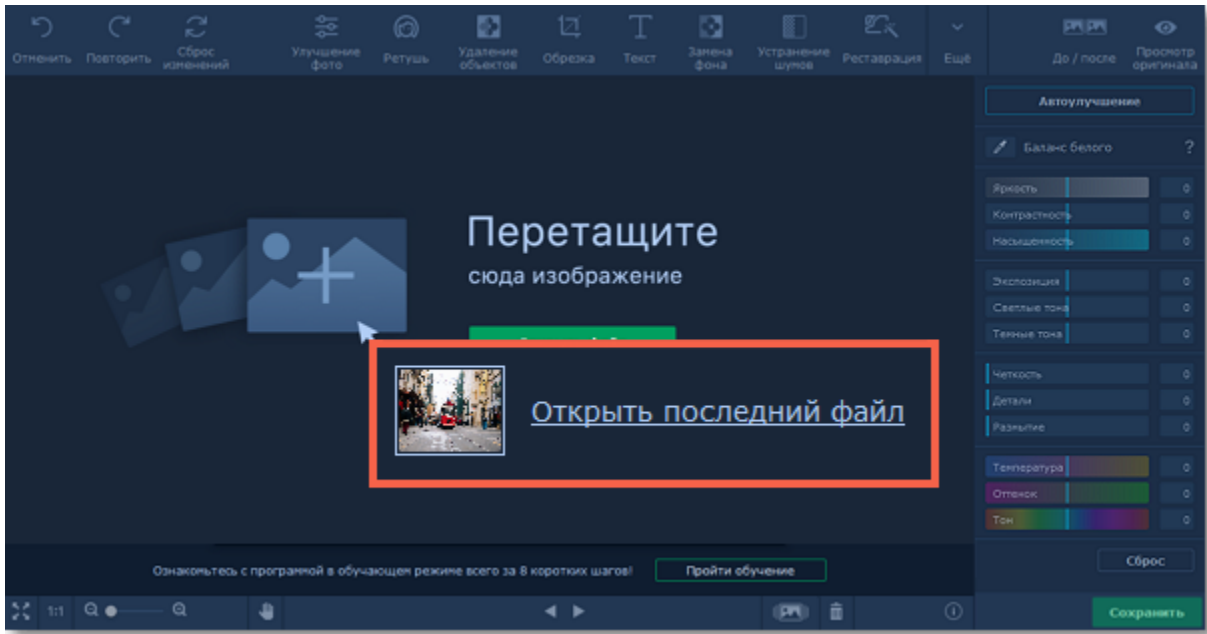 Отменить
Повторить
Сброс
изменений
Улучшение
фото
Ретушь
Удаление
объектов
Обрезка
Текст
Замена
фона
Устранение
шумов
Реставрация
Ещё
До / после
Просмотр
оригинала
Автоулучшение
Баланс белого ?
Яркость 0
Контрастность 0
Насыщенность 0
Перетащите
сюда изображение
Экспозиция 0
Светлые тона 0
Темные тона 0
Открыть последний файл
Четкость 0
Детали 0
Размытие 0
Температура 0
Оттенок 0
Тон 0
Сброс
Ознакомьтесь с программой в обучающем режиме всего за 8 коротких шагов!
Пройти обучение
1:1
Сохранить